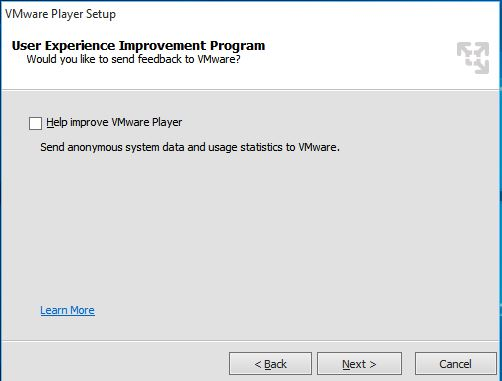 VMware Player Setup
User Experience Improvement Program
Would you like to send feedback to VMware?
Help improve VMware Player
Send anonymous system data and usage statistics to VMware.
Learn More
< Back
Next >
Cancel